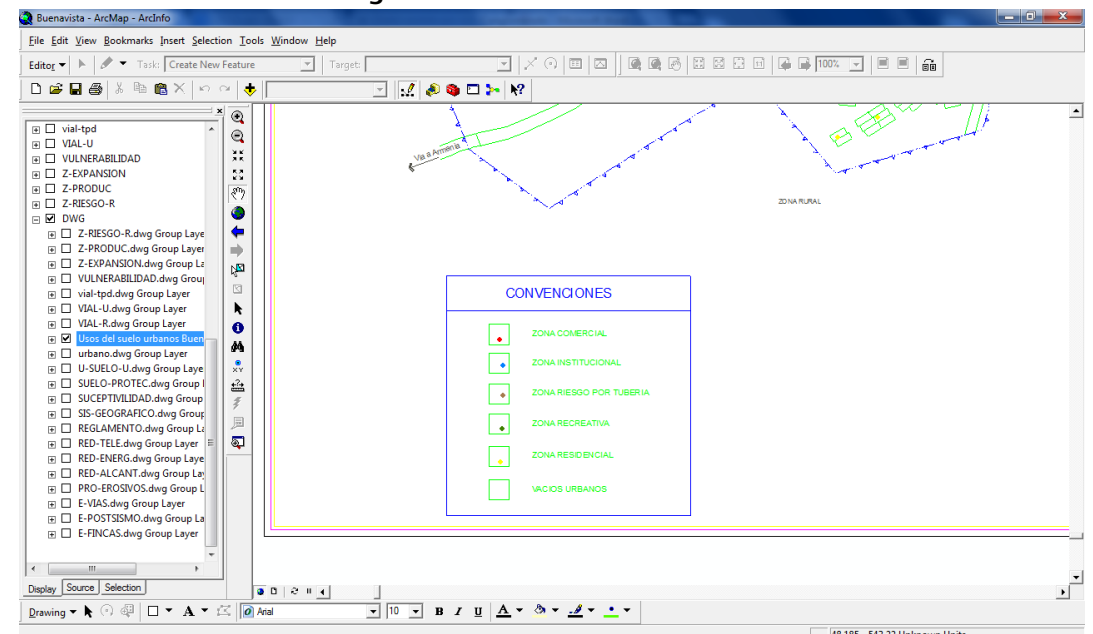 Buenavista - ArcMap - ArcInfo
File Edit View Bookmarks Insert Selection Tools Window Help
Editor Task: Create New Feature Target: 100%
vial-tpd
VIAL-U
VULNERABILIDAD
Z-EXPANSION
Z-PRODUC
Z-RIESGO-R
DWG
Z-RIESGO-R.dwg Group Laye
Z-PRODUC.dwg Group Layer
Z-EXPANSION.dwg Group La
VULNERABILIDAD.dwg Group
vial-tpd.dwg Group Layer
VIAL-U.dwg Group Layer
VIAL-R.dwg Group Layer
Usos del suelo urbanos Buen
urbano.dwg Group Layer
U-SUELO-U.dwg Group Laye
SUELO-PROTEC.dwg Group l
SUCEPTIVILIDAD.dwg Group
SIS-GEOGRAFICO.dwg Group
REGLAMENTO.dwg Group La
RED-TELE.dwg Group Layer
RED-ENERG.dwg Group Laye
RED-ALCANT.dwg Group Lay
PRO-EROSIVOS.dwg Group L
E-VIAS.dwg Group Layer
E-POSTSISMO.dwg Group La
E-FINCAS.dwg Group Layer
Display Source Selection
Via a Armenia
ZONA RURAL
CONVENCIONES
ZONA COMERCIAL
ZONA INSTITUCIONAL
ZONA RIESGO POR TUBERIA
ZONA RECREATIVA
ZONA RESIDENCIAL
VACIOS URBANOS
Drawing A Arial 10 B I U A